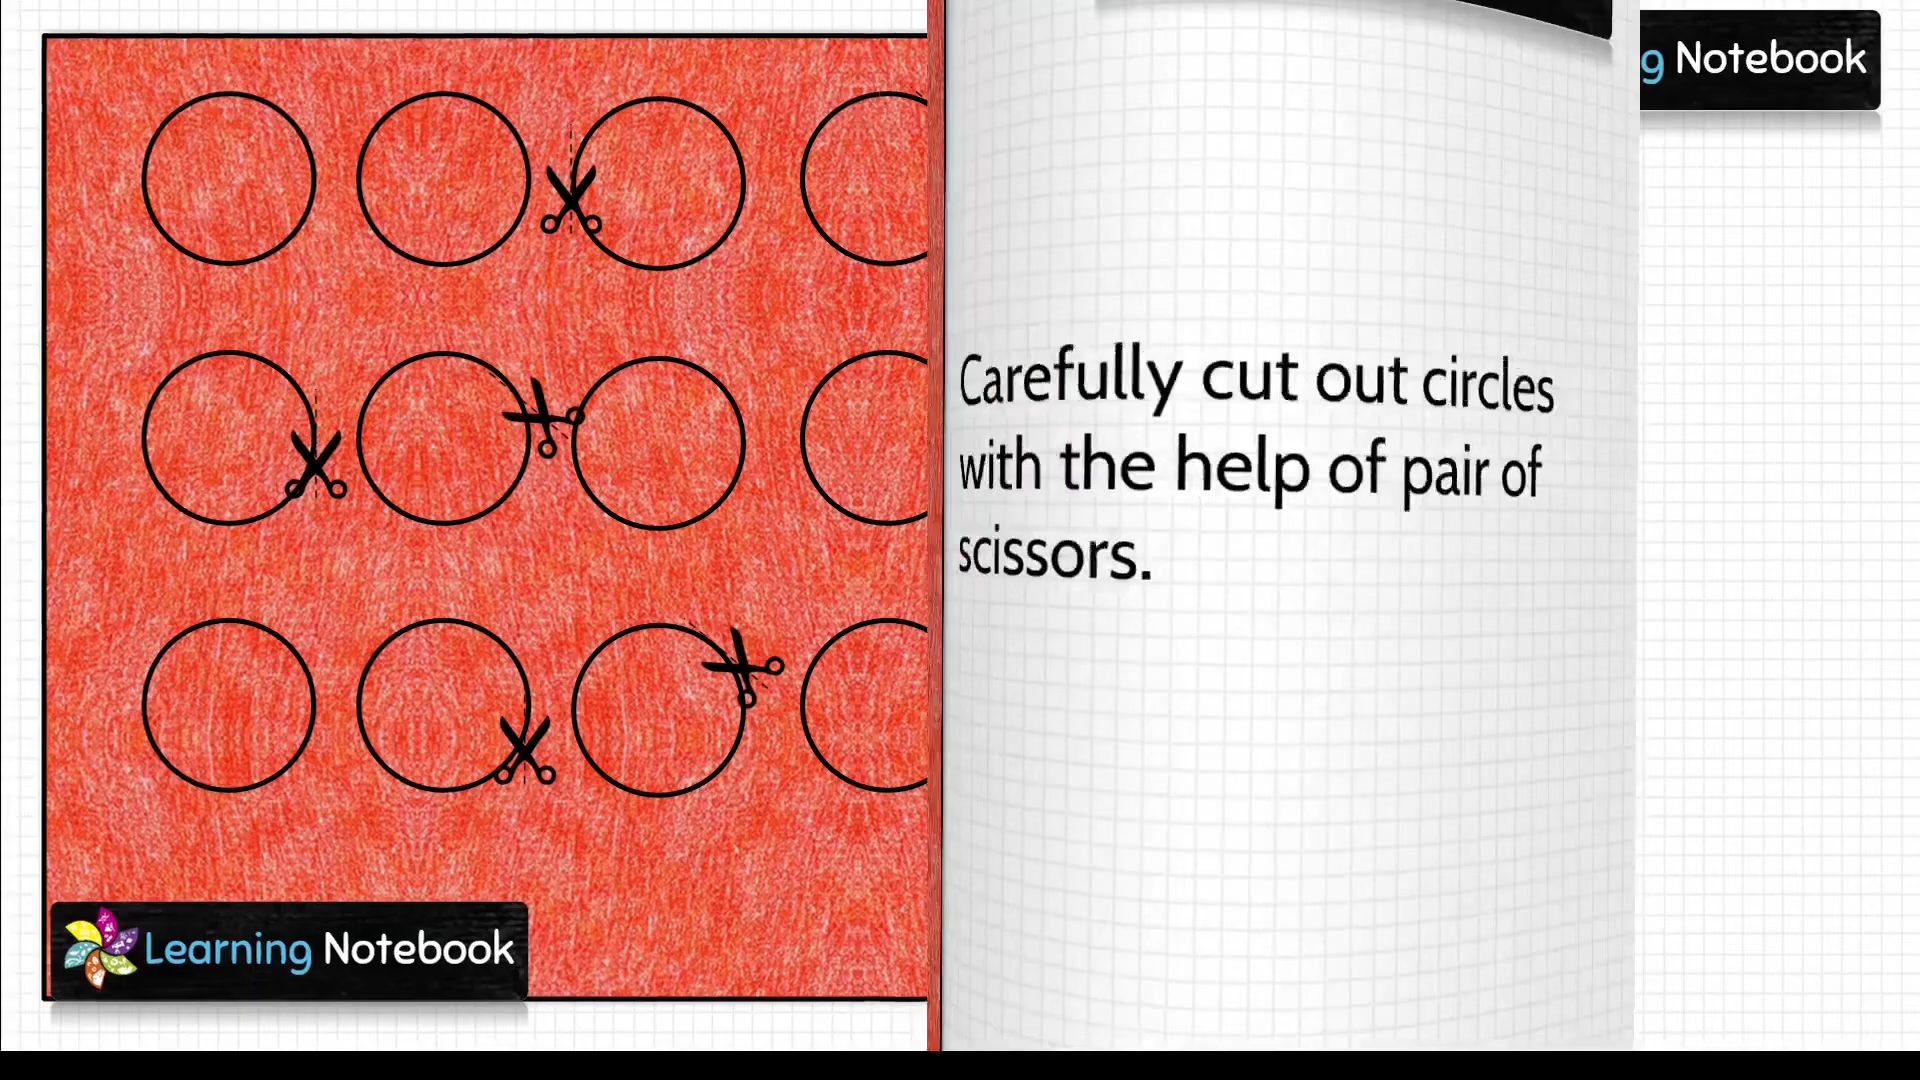 g Notebook
Carefully cut out circles
with the help of pair of
scissors.
Learning Notebook